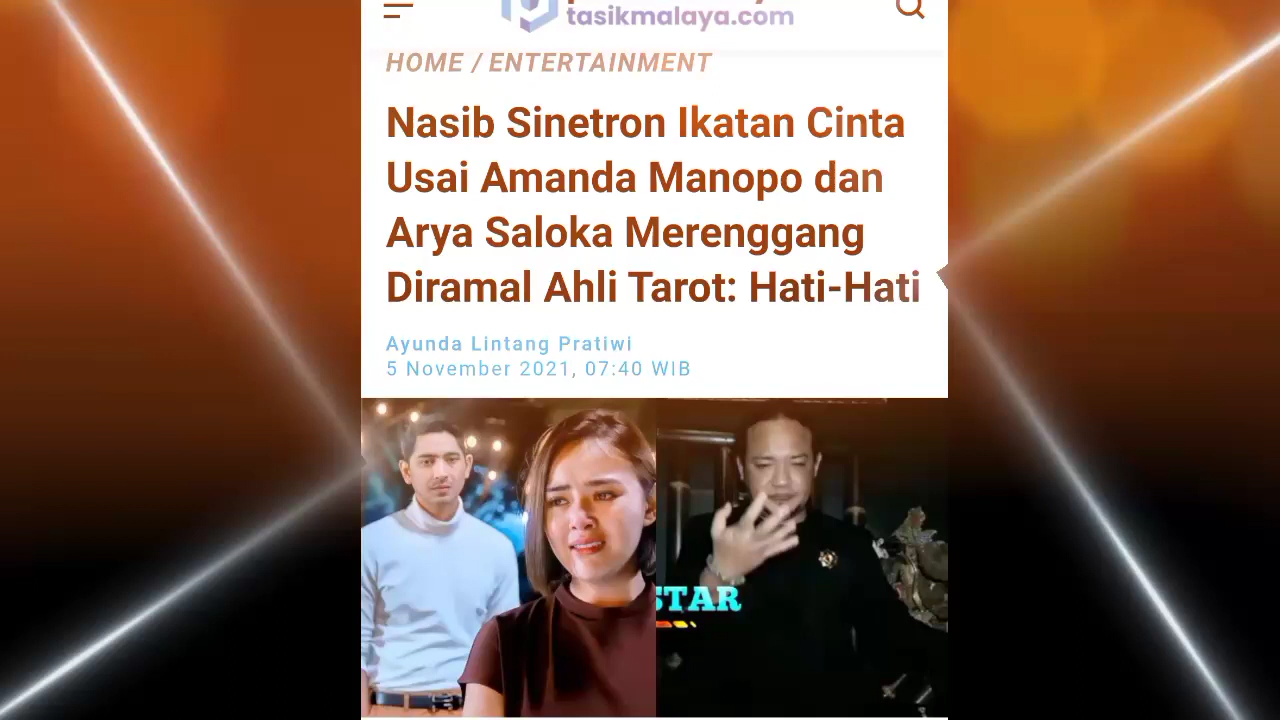 tasikmalaya.com
HOME / ENTERTAINMENT
Nasib Sinetron Ikatan Cinta
Usai Amanda Manopo dan
Arya Saloka Merenggang
Diramal Ahli Tarot: Hati-Hati
Ayunda Lintang Pratiwi
5 November 2021, 07:40 WIB
STAR